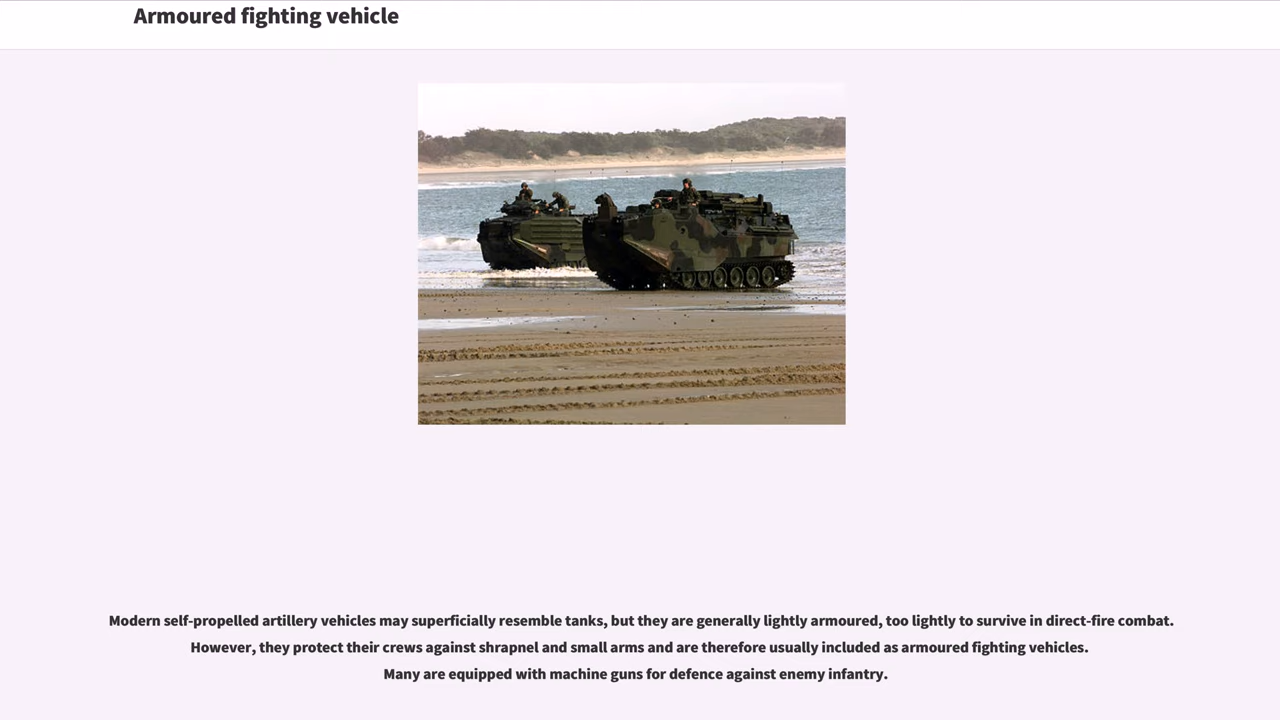 Armoured fighting vehicle
Modern self-propelled artillery vehicles may superficially resemble tanks, but they are generally lightly armoured, too lightly to survive in direct-fire combat.
However, they protect their crews against shrapnel and small arms and are therefore usually included as armoured fighting vehicles.
Many are equipped with machine guns for defence against enemy infantry.